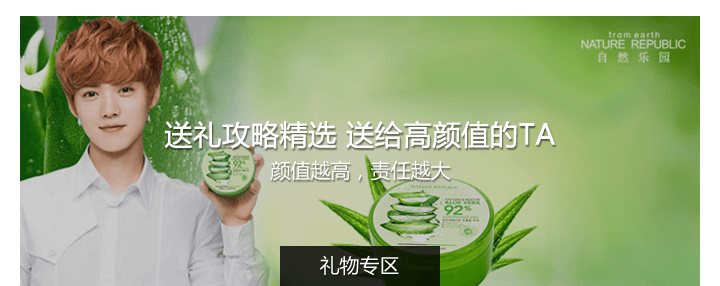 from earth
NATURE REPUBLIC
自然乐园
送礼攻略精选 送给高颜值的TA
颜值越高，责任越大
NATURE REPUBLIC
ALOE VERA
92%
礼物专区